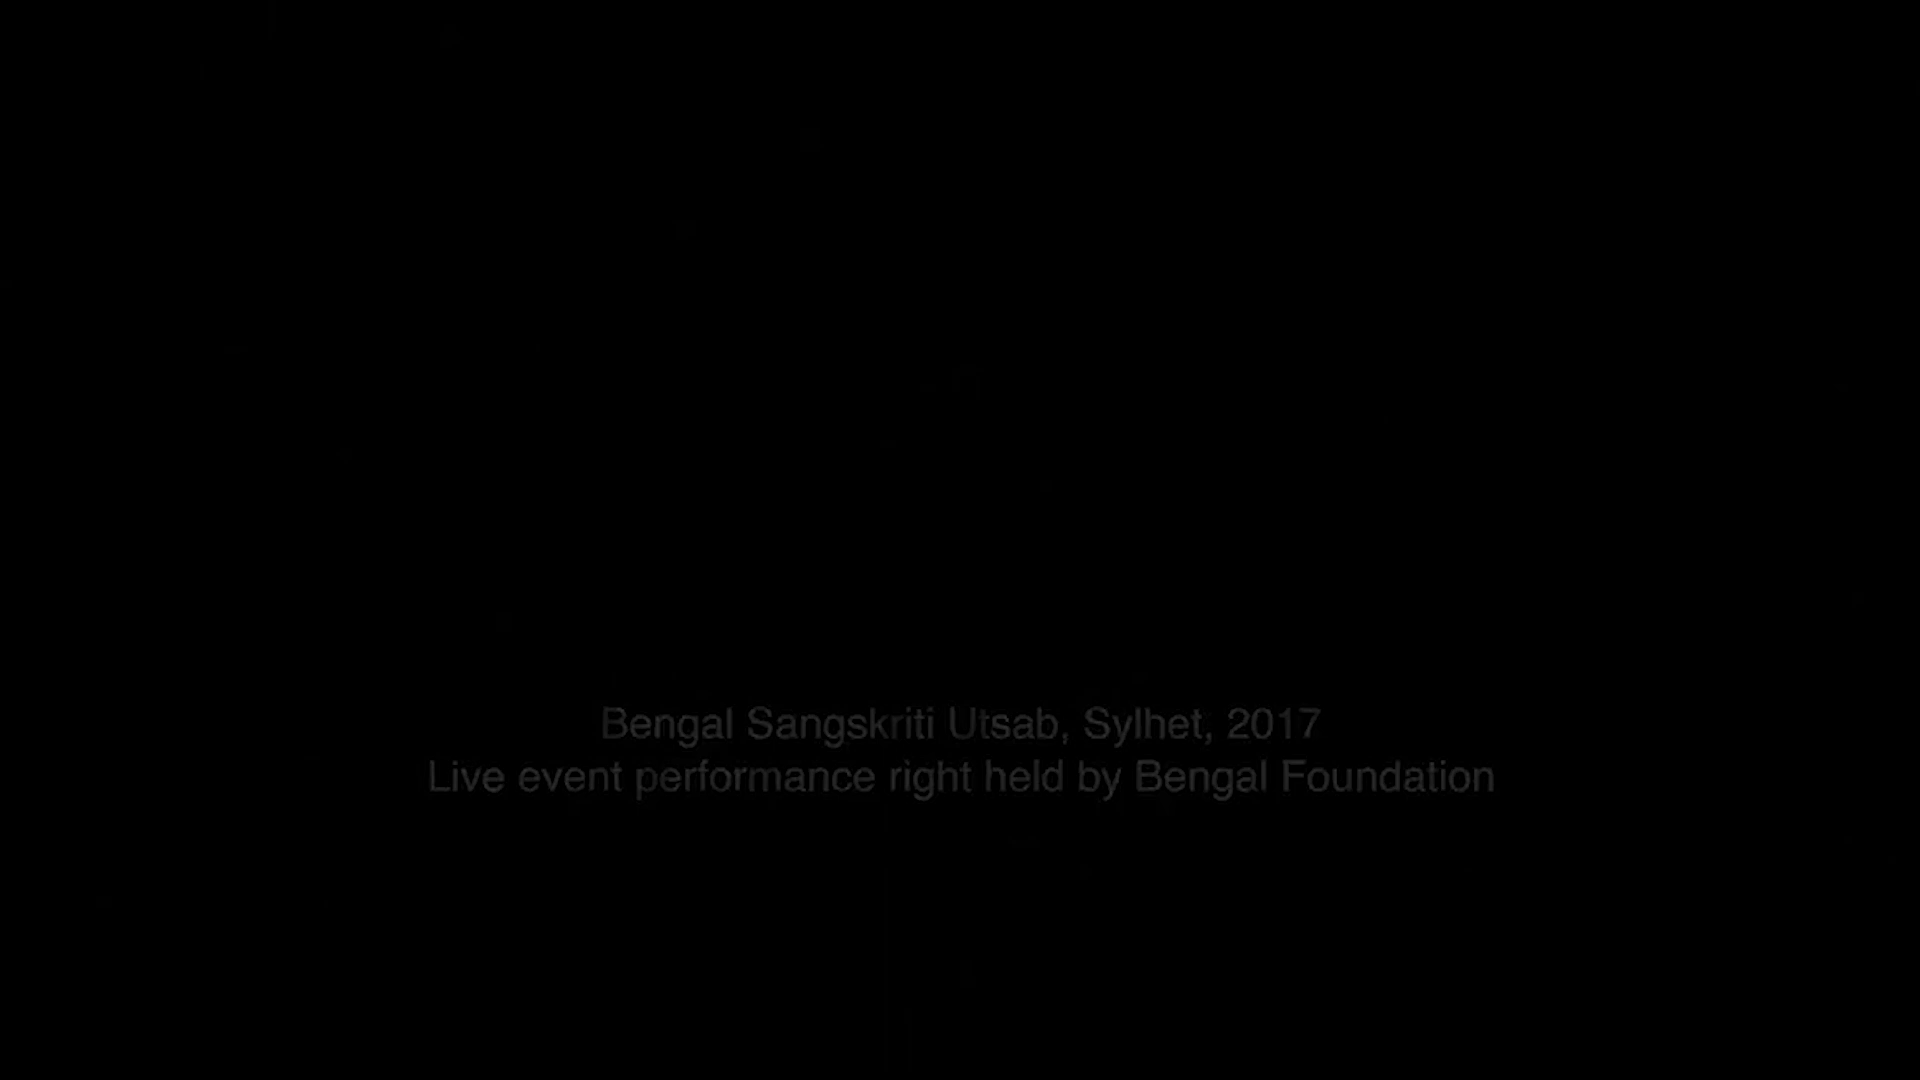 Bengal Sangskriti Utsab, Sylhet, 2017
Live event performance right held by Bengal Foundation